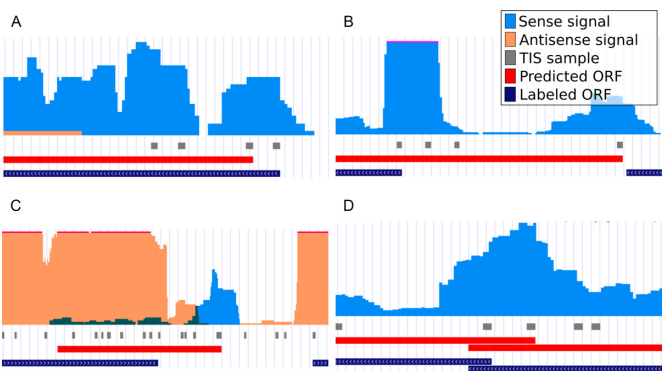 A
B
Sense signal
Antisense signal
TIS sample
Predicted ORF
Labeled ORF
C
D